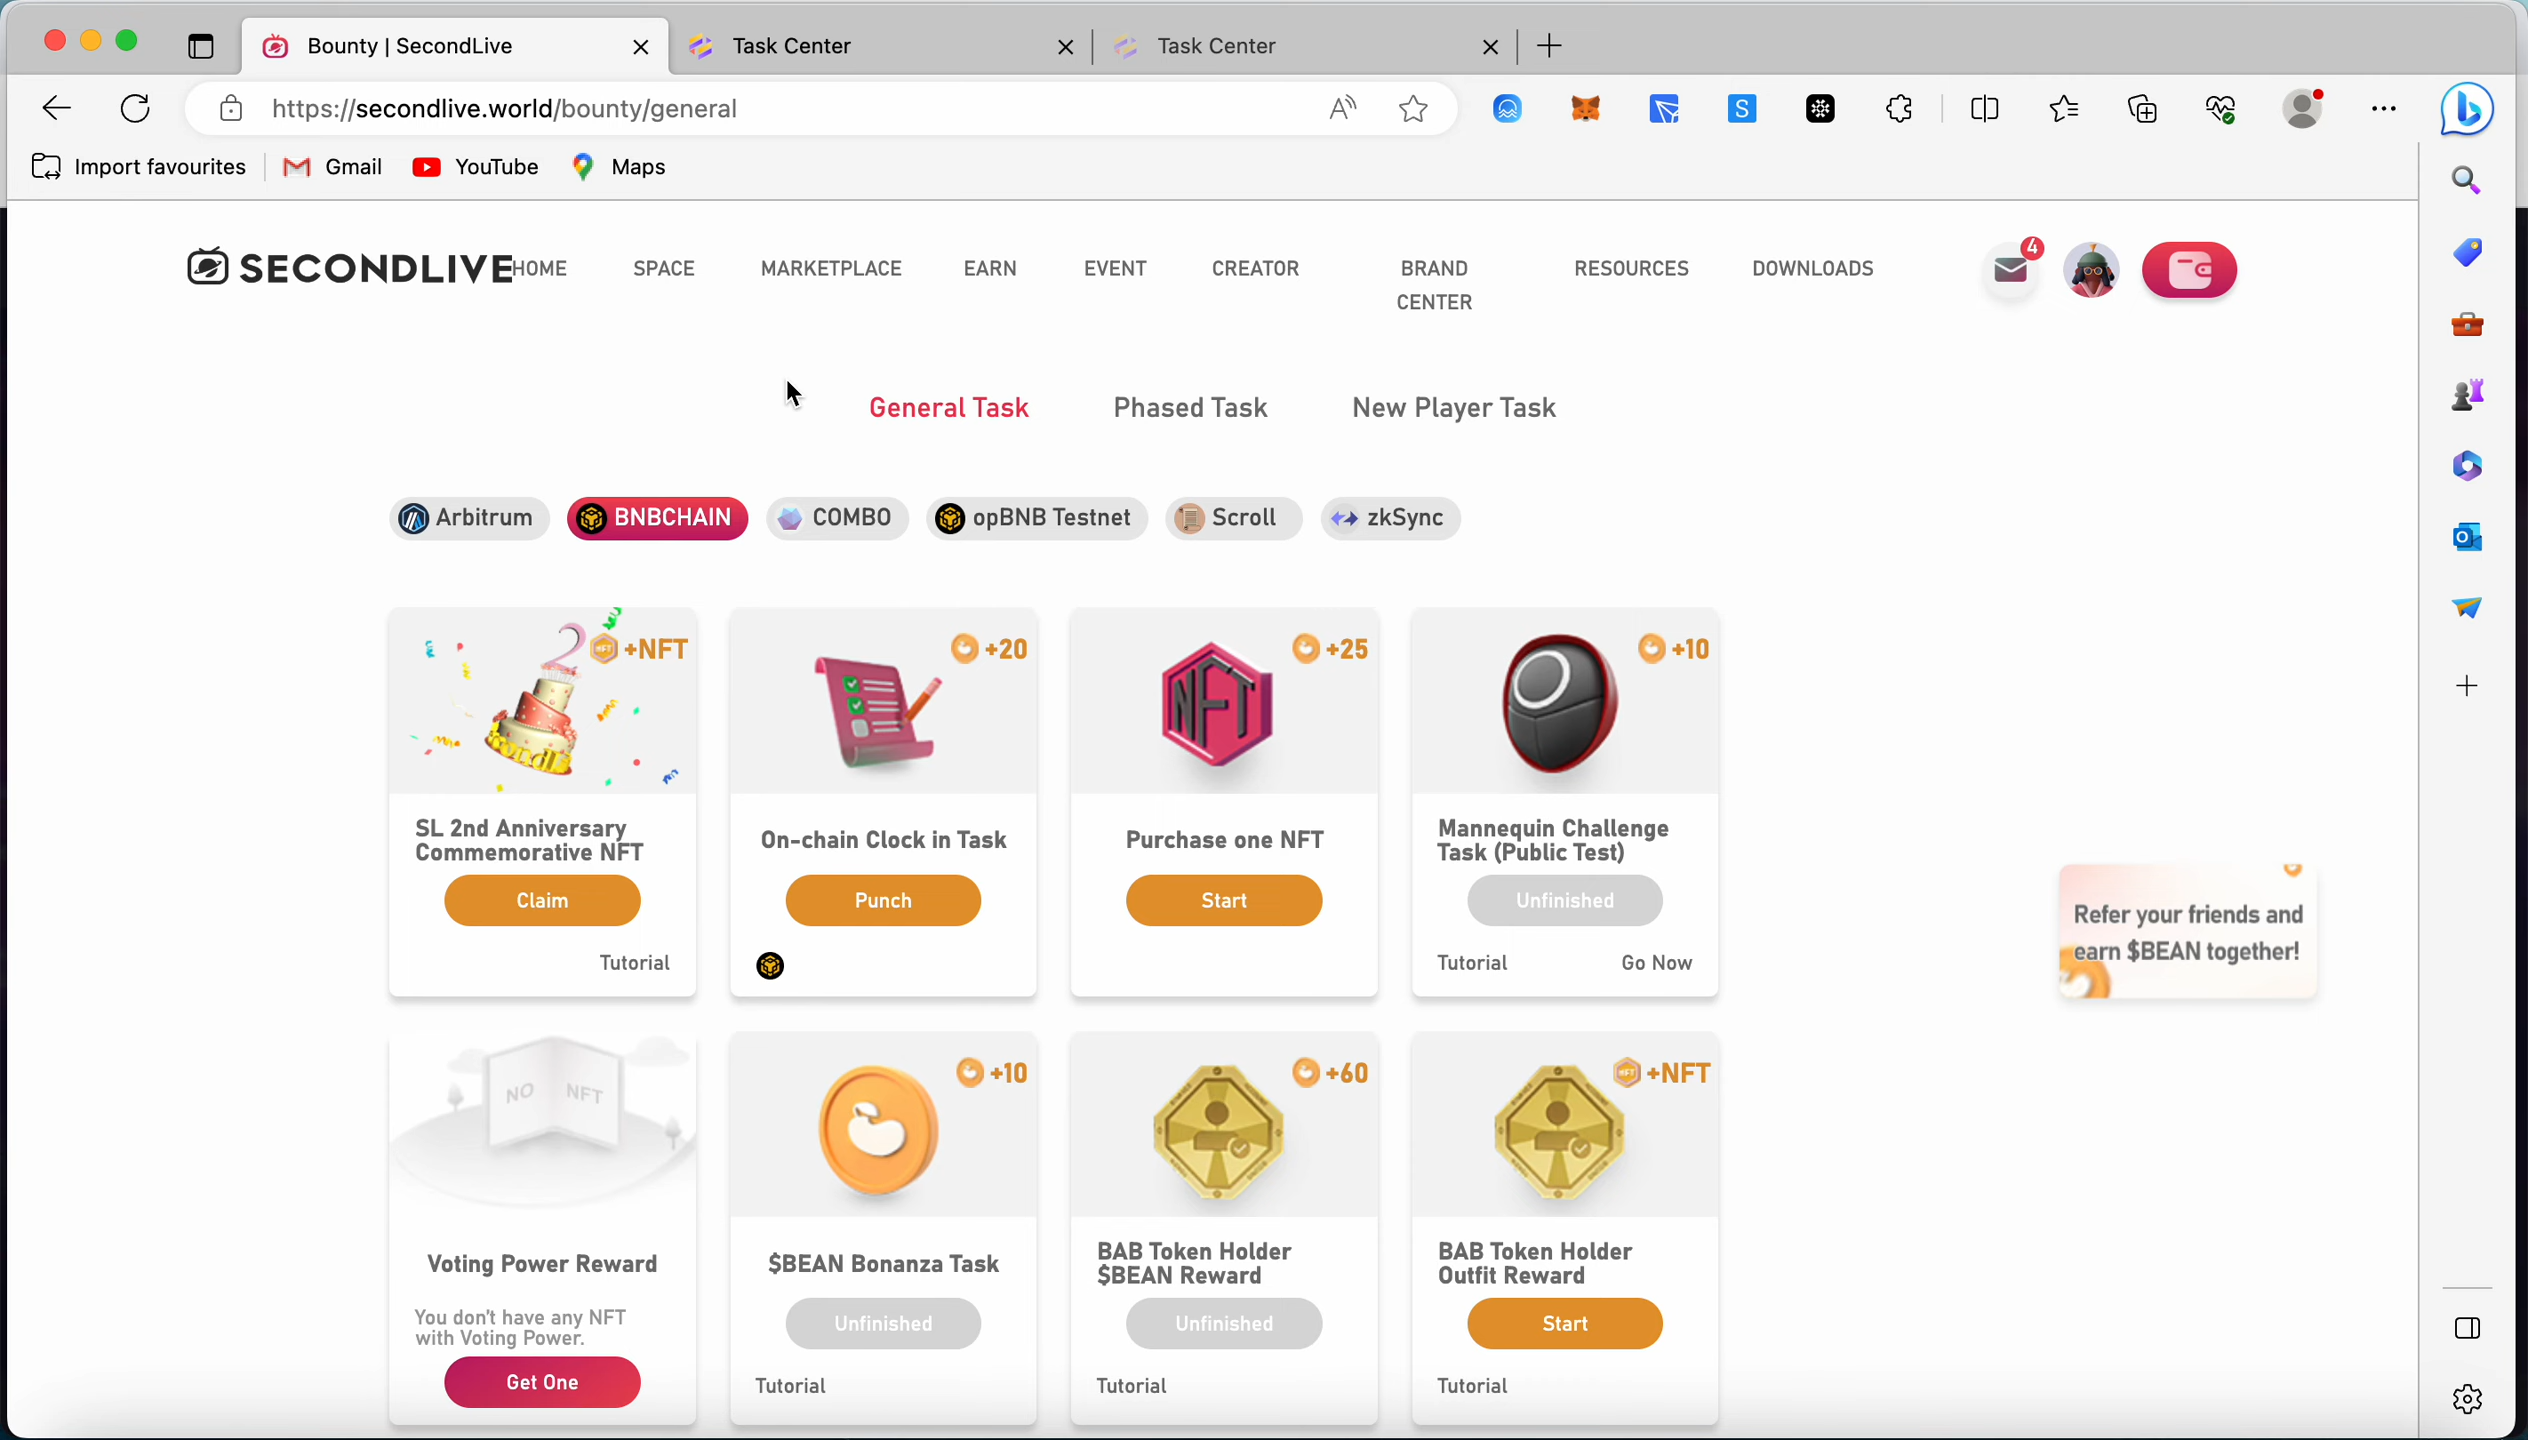 Bounty | SecondLive
Task Center
Task Center
https://secondlive.world/bounty/general
Import favourites
Gmail
YouTube
Maps
SECONDLIVE
HOME
SPACE
MARKETPLACE
EARN
EVENT
CREATOR
BRAND
CENTER
RESOURCES
DOWNLOADS
4
General Task
Phased Task
New Player Task
Arbitrum
BNBCHAIN
COMBO
opBNB Testnet
Scroll
zkSync
+NFT
SL 2nd Anniversary
Commemorative NFT
Claim
Tutorial
+20
On-chain Clock in Task
Punch
+25
NFT
Purchase one NFT
Start
+10
Mannequin Challenge
Task (Public Test)
Unfinished
Tutorial
Go Now
Refer your friends and
earn $BEAN together!
NO NFT
Voting Power Reward
You don't have any NFT
with Voting Power.
Get One
+10
$BEAN Bonanza Task
Unfinished
Tutorial
+60
BAB Token Holder
$BEAN Reward
Unfinished
Tutorial
+NFT
BAB Token Holder
Outfit Reward
Start
Tutorial